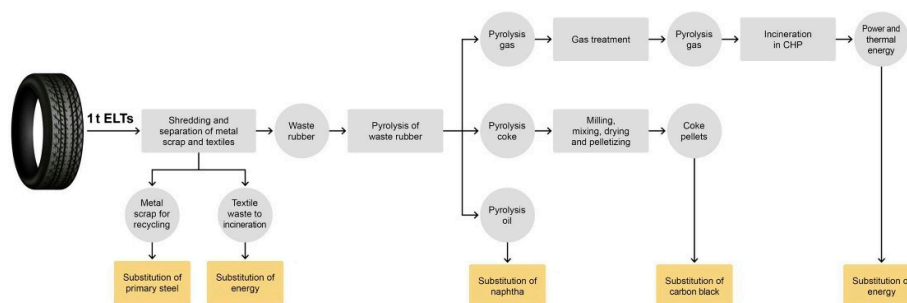 1 t ELTs
Shredding and
separation of metal
scrap and textiles
Waste
rubber
Pyrolysis of
waste rubber
Pyrolysis
gas
Gas treatment
Pyrolysis
gas
Incineration
in CHP
Power and
thermal
energy
Pyrolysis
coke
Milling,
mixing, drying
and pelletizing
Coke
pellets
Pyrolysis
oil
Metal
scrap for
recycling
Textile
waste to
incineration
Substitution of
primary steel
Substitution of
energy
Substitution of
naphtha
Substitution of
carbon black
Substitution of
energy